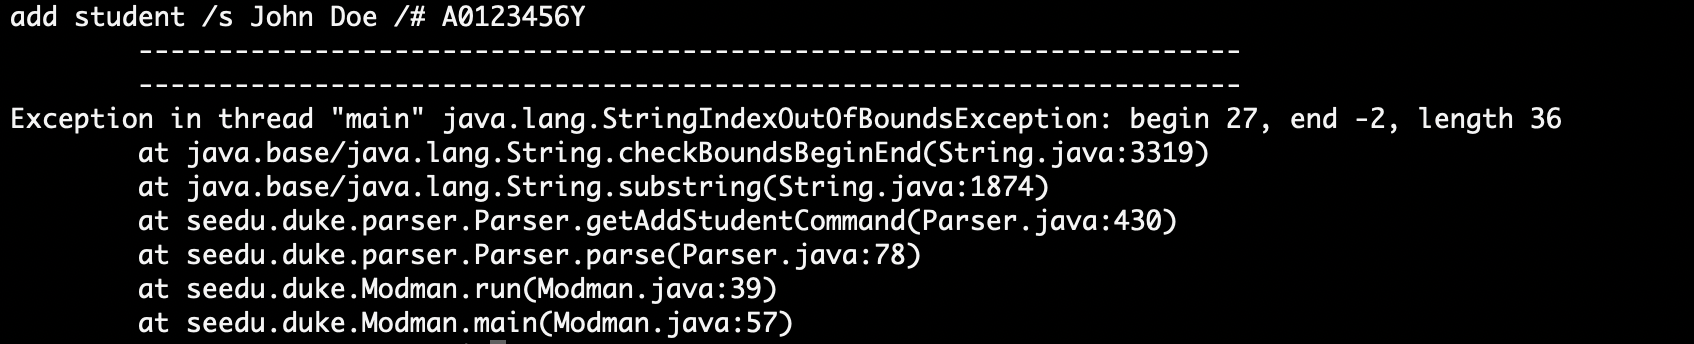 add student /s John Doe /# A0123456Y
----------------------------------------------------------------------
----------------------------------------------------------------------
Exception in thread "main" java.lang.StringIndexOutOfBoundsException: begin 27, end -2, length 36
at java.base/java.lang.String.checkBoundsBeginEnd(String.java:3319)
at java.base/java.lang.String.substring(String.java:1874)
at seedu.duke.parser.Parser.getAddStudentCommand(Parser.java:430)
at seedu.duke.parser.Parser.parse(Parser.java:78)
at seedu.duke.Modman.run(Modman.java:39)
at seedu.duke.Modman.main(Modman.java:57)